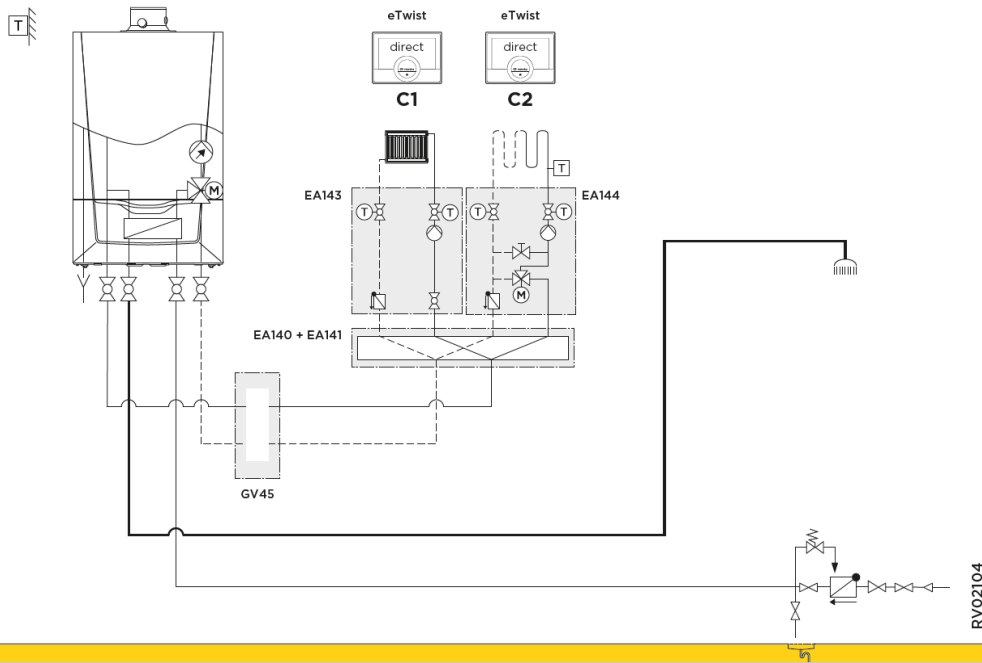 T
eTwist
eTwist
direct
direct
C1
C2
M
T
EA143
EA144
T
T
T
T
M
EA140 + EA141
GV45
RV02104